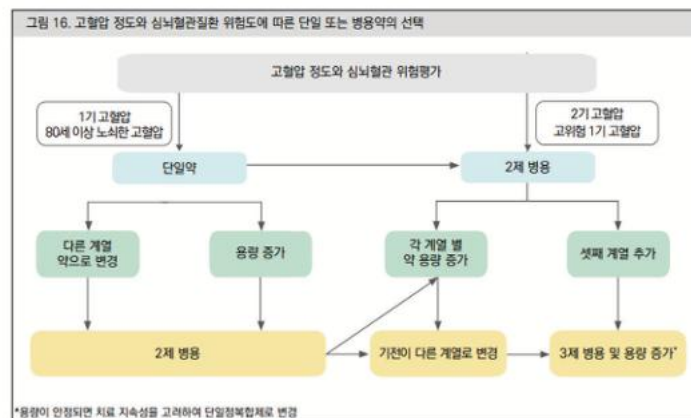 그림 16. 고혈압 정도와 심뇌혈관질환 위험도에 따른 단일 또는 병용약의 선택
고혈압 정도와 심뇌혈관 위험평가
1기 고혈압
80세 이상 노쇠한 고혈압
2기 고혈압
고위험 1기 고혈압
단일약
2제 병용
다른 계열
약으로 변경
용량 증가
각 계열 별
약 용량 증가
셋째 계열 추가
2제 병용
기전이 다른 계열로 변경
3제 병용 및 용량 증가*
*용량이 안정되면 치료 지속성을 고려하여 단일정복합제로 변경